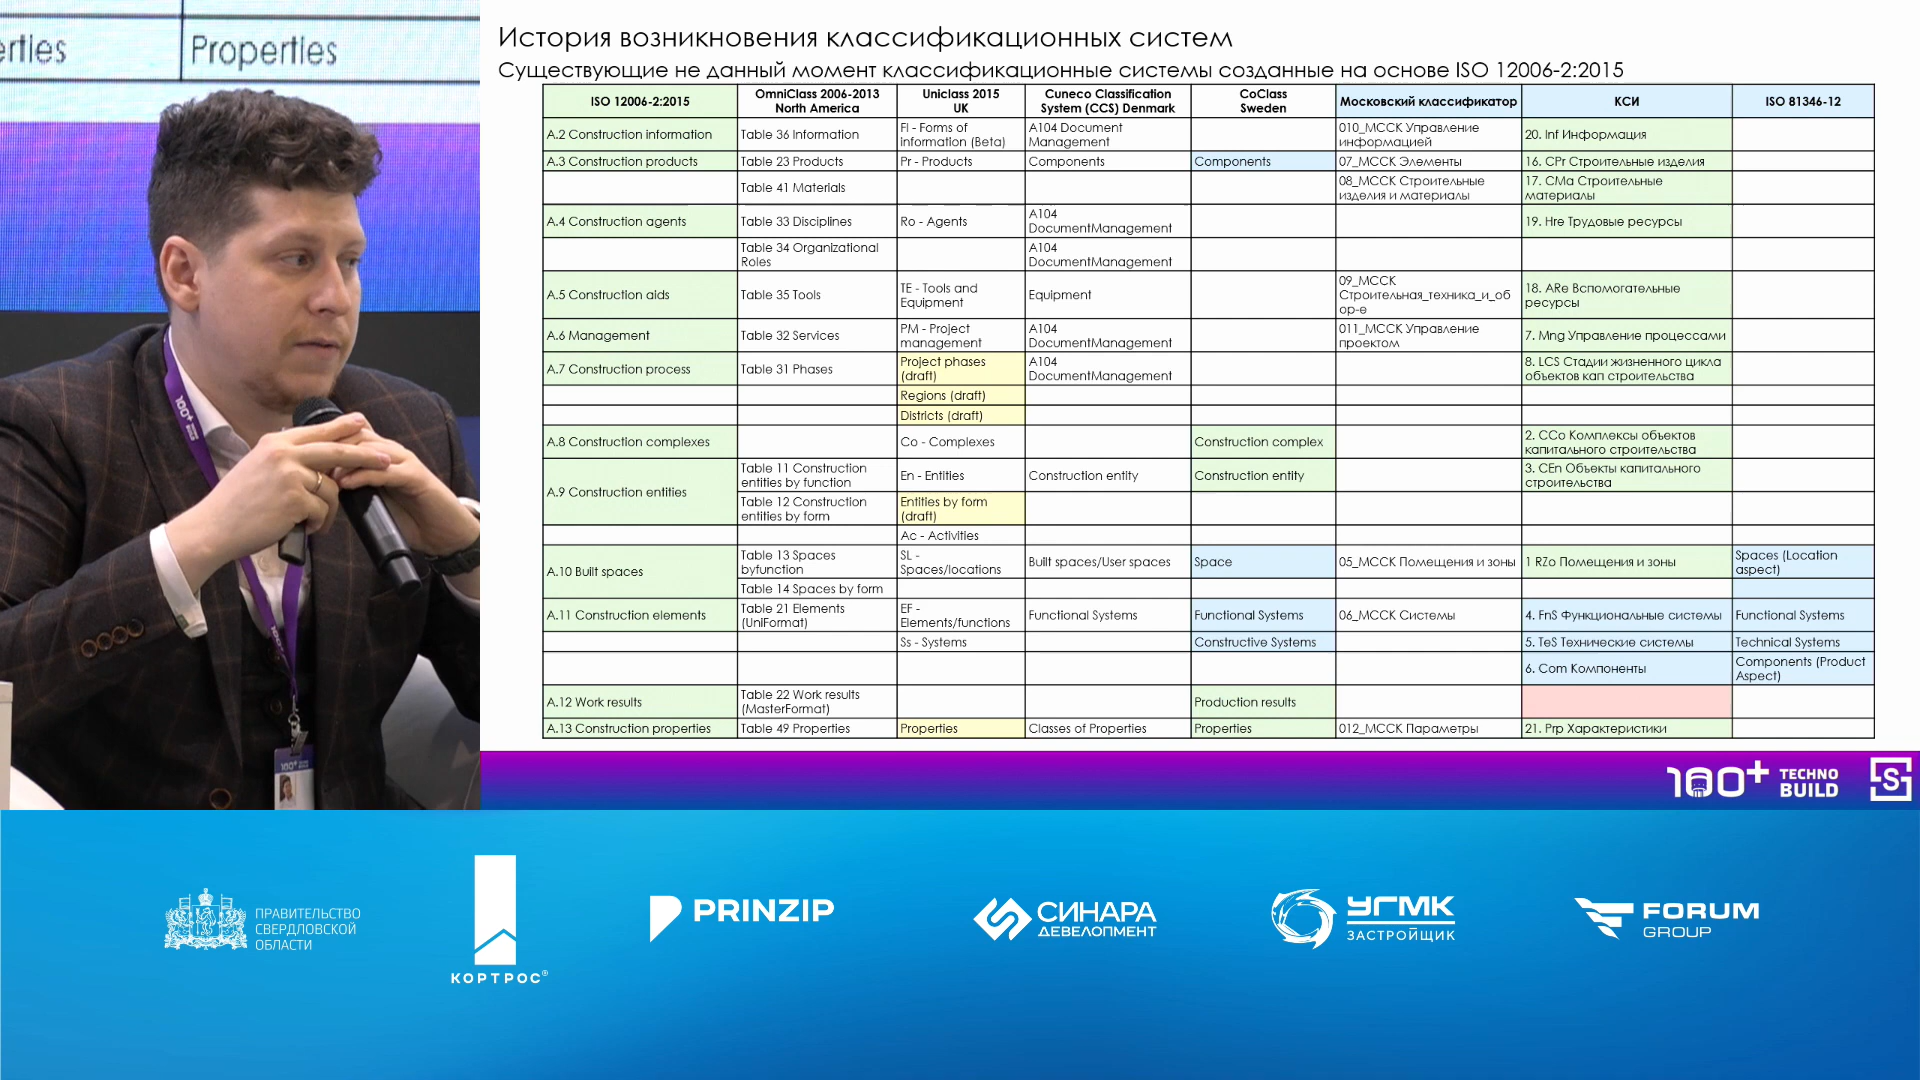 erties
Properties
История возникновения классификационных систем
Существующие не данный момент классификационные системы созданные на основе ISO 12006-2:2015
ISO 12006-2:2015
OmniClass 2006-2013
North America
Uniclass 2015
UK
Cuneco Classification
System (CCS) Denmark
CoClass
Sweden
Московский классификатор
КСИ
ISO 81346-12
A.2 Construction information
Table 36 Information
FI - Forms of
information (Beta)
A104 Document
Management
010_МССК Управление
информацией
20. Inf Информация
A.3 Construction products
Table 23 Products
Pr - Products
Components
Components
07_МССК Элементы
16. CPr Строительные изделия
Table 41 Materials
08_МССК Строительные
изделия и материалы
17. CMa Строительные
материалы
A.4 Construction agents
Table 33 Disciplines
Ro - Agents
A104
DocumentManagement
19. Hre Трудовые ресурсы
Table 34 Organizational
Roles
A104
DocumentManagement
A.5 Construction aids
Table 35 Tools
TE - Tools and
Equipment
Equipment
09_МССК
Строительная_техника_и_об
ор-е
18. ARe Вспомогательные
ресурсы
A.6 Management
Table 32 Services
PM - Project
management
A104
DocumentManagement
011_МССК Управление
проектом
7. Mng Управление процессами
A.7 Construction process
Table 31 Phases
Project phases
(draft)
A104
DocumentManagement
8. LCS Стадии жизненного цикла
объектов кап строительства
Regions (draft)
Districts (draft)
A.8 Construction complexes
Co - Complexes
Construction complex
2. CCo Комплексы объектов
капитального строительства
A.9 Construction entities
Table 11 Construction
entities by function
En - Entities
Construction entity
Construction entity
3. CEn Объекты капитального
строительства
Table 12 Construction
entities by form
Entities by form
(draft)
Ac - Activities
A.10 Built spaces
Table 13 Spaces
byfunction
SL -
Spaces/locations
Built spaces/User spaces
Space
05_МССК Помещения и зоны
1 RZo Помещения и зоны
Spaces (Location
aspect)
Table 14 Spaces by form
A.11 Construction elements
Table 21 Elements
(UniFormat)
EF -
Elements/functions
Functional Systems
Functional Systems
06_МССК Системы
4. FnS Функциональные системы
Functional Systems
Ss - Systems
Constructive Systems
5. TeS Технические системы
Technical Systems
6. Com Компоненты
Components (Product
Aspect)
A.12 Work results
Table 22 Work results
(MasterFormat)
Production results
A.13 Construction properties
Table 49 Properties
Properties
Classes of Properties
Properties
012_МССК Параметры
21. Prp Характеристики
100+
100+ TECHNO
BUILD
S
ПРАВИТЕЛЬСТВО
СВЕРДЛОВСКОЙ
ОБЛАСТИ
КОРТРОС®
PRINZIP
СИНАРА
ДЕВЕЛОПМЕНТ
УГМК
ЗАСТРОЙЩИК
FORUM
GROUP